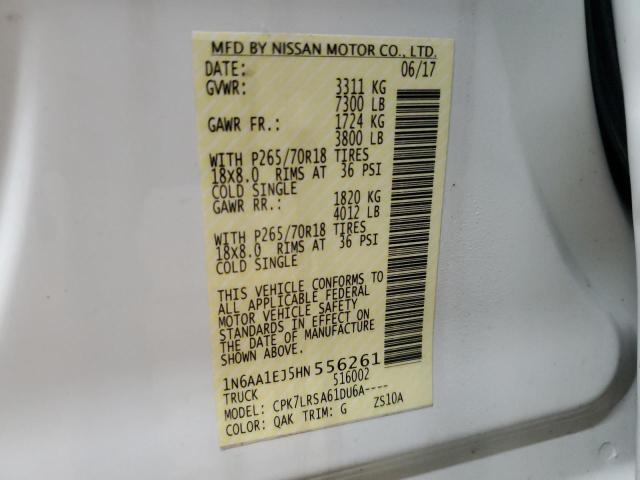 MFD BY NISSAN MOTOR CO., LTD.
DATE: 06/17
GVWR: 3311 KG
7300 LB
GAWR FR.: 1724 KG
3800 LB
WITH P265/70R18 TIRES
18X8.0 RIMS AT 36 PSI
COLD SINGLE
GAWR RR.: 1820 KG
4012 LB
WITH P265/70R18 TIRES
18X8.0 RIMS AT 36 PSI
COLD SINGLE
THIS VEHICLE CONFORMS TO
ALL APPLICABLE FEDERAL
MOTOR VEHICLE SAFETY
STANDARDS IN EFFECT ON
THE DATE OF MANUFACTURE
SHOWN ABOVE.
1N6AA1EJ5HN556261
TRUCK 516002
MODEL: CPK7LRSA61DU6A----
COLOR: QAK TRIM: G ZS10A